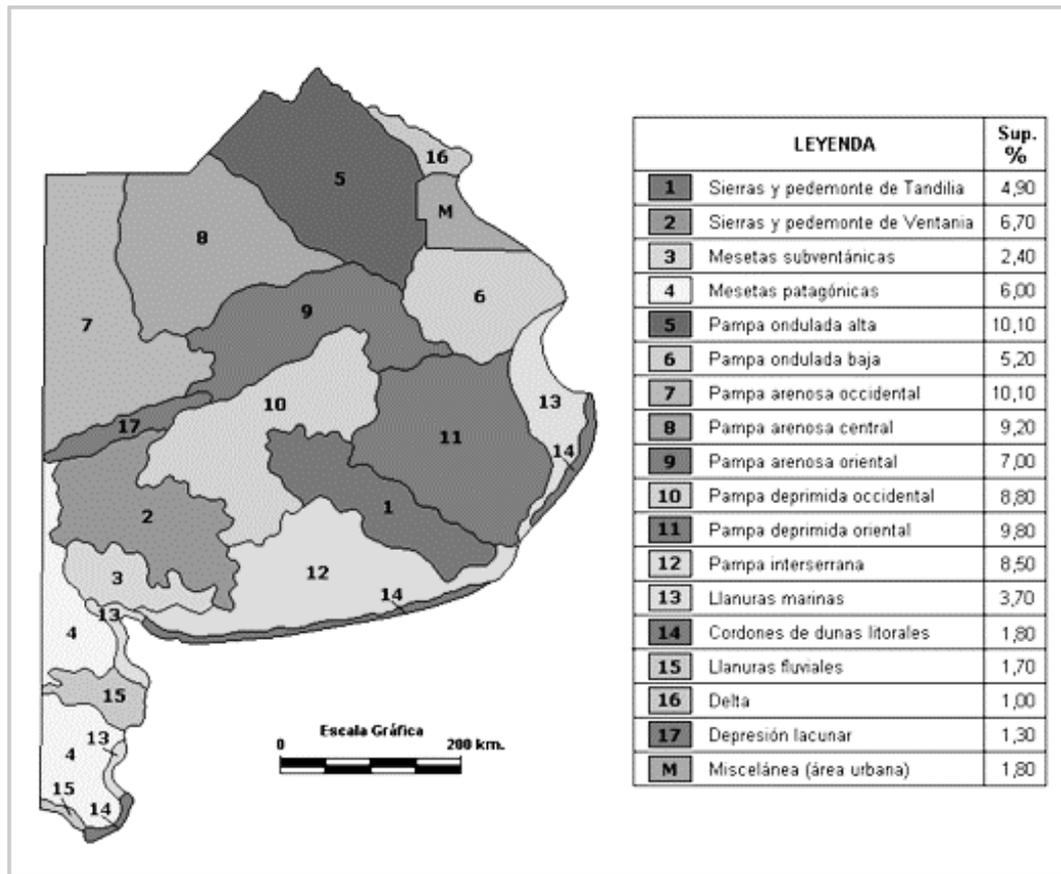 16
5
M
8
6
7
9
13
10
17
11
14
1
2
12
3
14
13
4
15
13
4
15
14
Escala Gráfica
0 200 km.
LEYENDA Sup. %
1 Sierras y pedemonte de Tandilia 4,90
2 Sierras y pedemonte de Ventania 6,70
3 Mesetas subventánicas 2,40
4 Mesetas patagónicas 6,00
5 Pampa ondulada alta 10,10
6 Pampa ondulada baja 5,20
7 Pampa arenosa occidental 10,10
8 Pampa arenosa central 9,20
9 Pampa arenosa oriental 7,00
10 Pampa deprimida occidental 8,80
11 Pampa deprimida oriental 9,80
12 Pampa interserrana 8,50
13 Llanuras marinas 3,70
14 Cordones de dunas litorales 1,80
15 Llanuras fluviales 1,70
16 Delta 1,00
17 Depresión lacunar 1,30
M Miscelánea (área urbana) 1,80